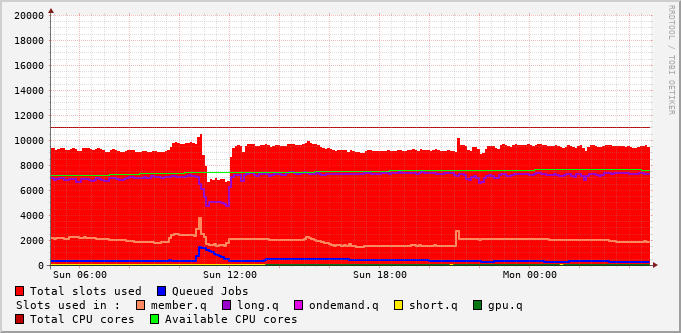 RRDTOOL / TOBI OETIKER
20000
18000
16000
14000
12000
10000
8000
6000
4000
2000
0
Sun 06:00 Sun 12:00 Sun 18:00 Mon 00:00
Total slots used Queued Jobs
Slots used in : member.q long.q ondemand.q short.q gpu.q
Total CPU cores Available CPU cores